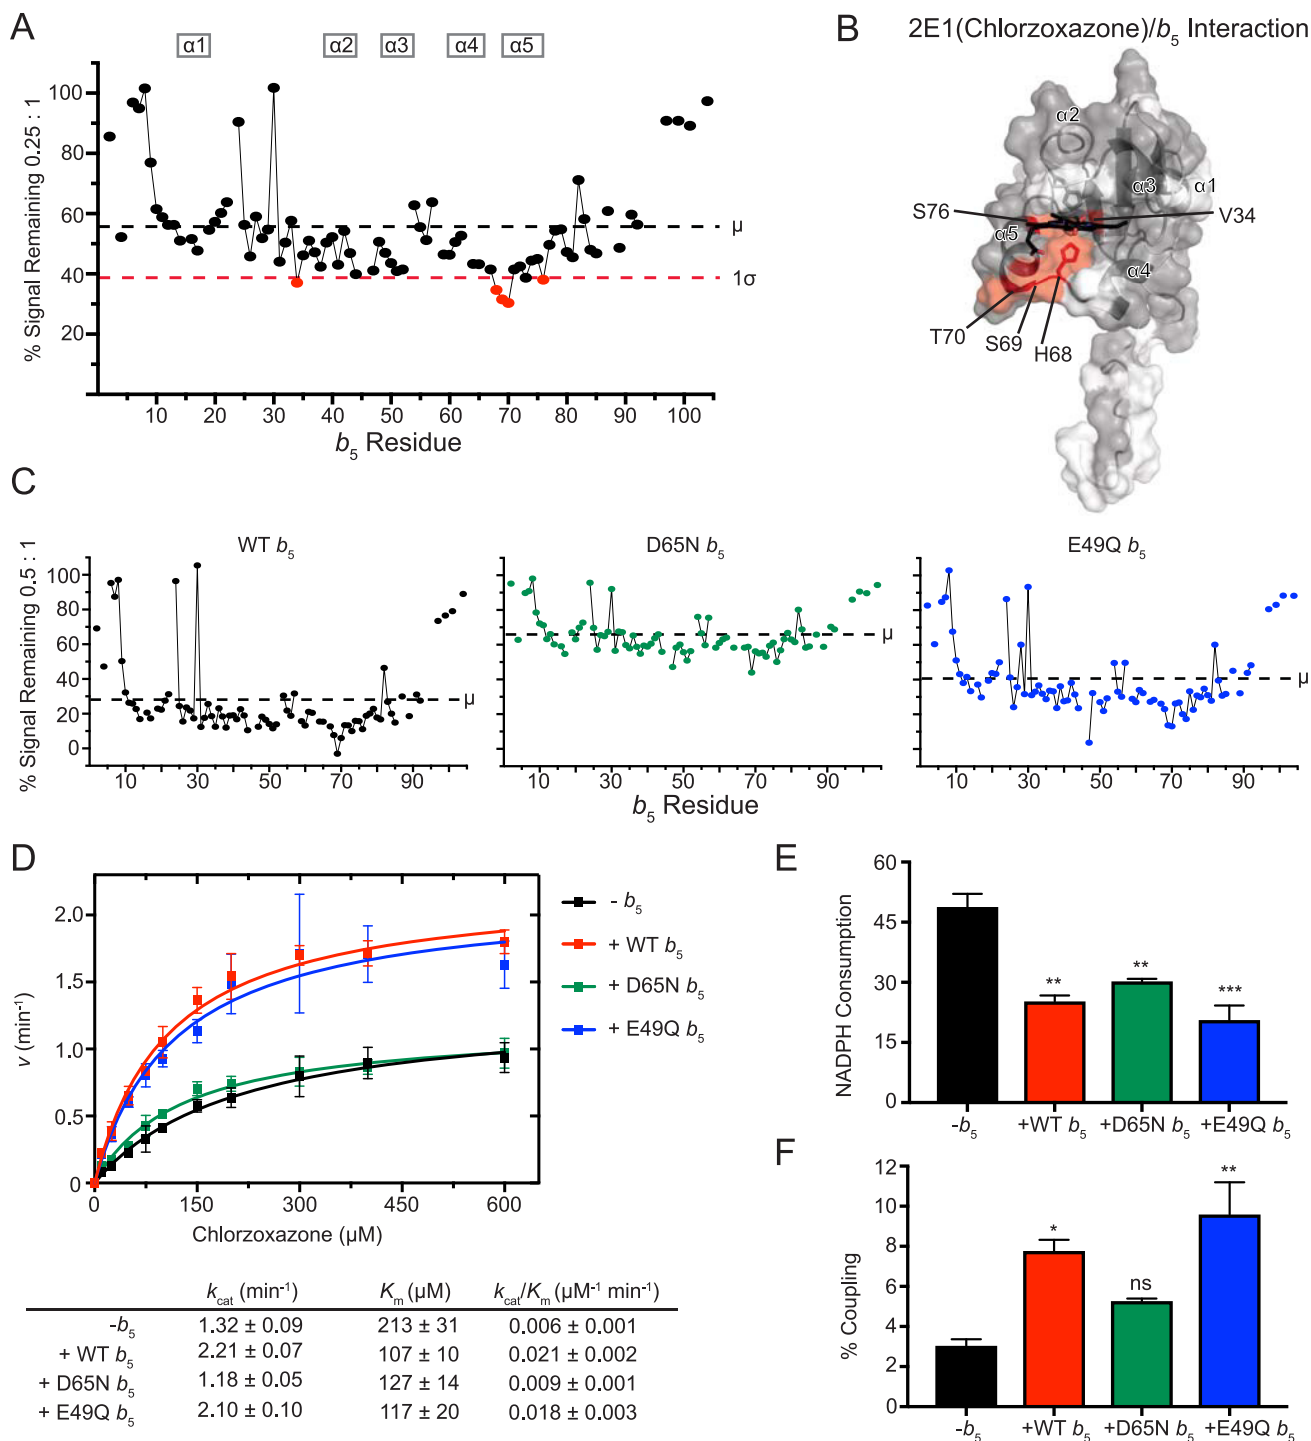 A
α1 α2 α3 α4 α5
% Signal Remaining 0.25 : 1
100
80
60
40
20
μ
1σ
10 20 30 40 50 60 70 80 90 100
b5 Residue
B
2E1(Chlorzoxazone)/b5 Interaction
α2
α3
α1
S76
V34
α5
α4
T70
S69
H68
C
% Signal Remaining 0.5 : 1
WT b5
D65N b5
E49Q b5
100
80
60
40
20
0
μ
μ
μ
10 30 50 70 90
10 30 50 70 90
10 30 50 70 90
b5 Residue
D
v (min-1)
2.0
1.5
1.0
0.5
0
0 150 300 450 600
Chlorzoxazone (μM)
- b5
+ WT b5
+ D65N b5
+ E49Q b5
kcat (min-1) Km (μM) kcat/Km (μM-1 min-1)
-b5 1.32 ± 0.09 213 ± 31 0.006 ± 0.001
+ WT b5 2.21 ± 0.07 107 ± 10 0.021 ± 0.002
+ D65N b5 1.18 ± 0.05 127 ± 14 0.009 ± 0.001
+ E49Q b5 2.10 ± 0.10 117 ± 20 0.018 ± 0.003
E
NADPH Consumption
60
45
30
15
0
** ** ***
-b5 +WT b5 +D65N b5 +E49Q b5
F
% Coupling
12
10
8
6
4
2
0
* ns **
-b5 +WT b5 +D65N b5 +E49Q b5